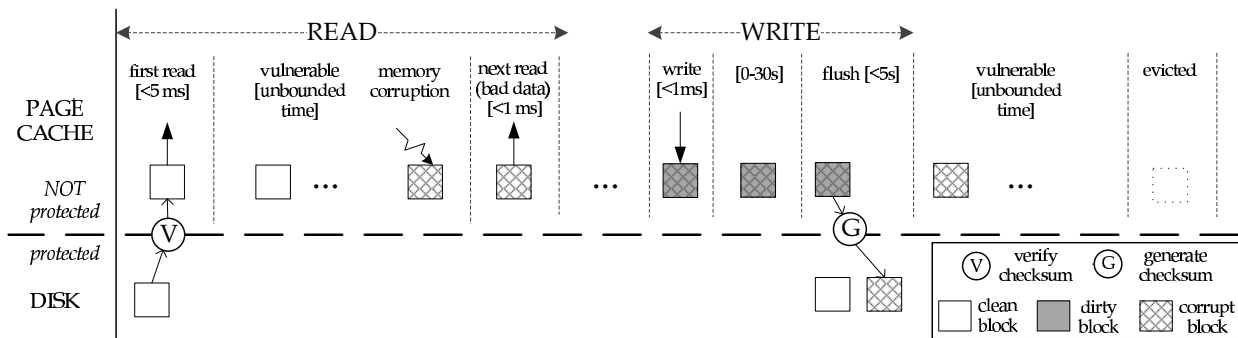 READ
WRITE
first read
[<5 ms]
vulnerable
[unbounded
time]
memory
corruption
next read
(bad data)
[<1 ms]
write
[<1ms]
[0-30s]
flush [<5s]
vulnerable
[unbounded
time]
evicted
PAGE
CACHE
...
...
...
NOT
protected
V
G
protected
DISK
V
verify
checksum
G
generate
checksum
clean
block
dirty
block
corrupt
block